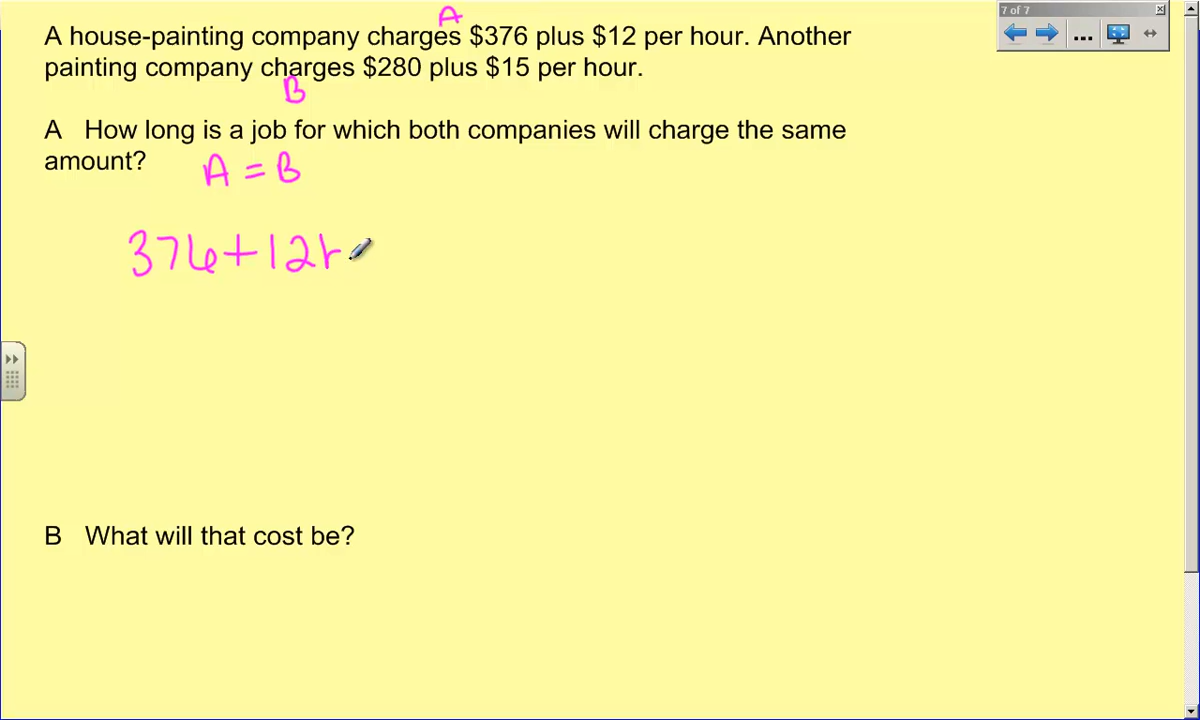 7 of 7
A
A house-painting company charges $376 plus $12 per hour. Another
painting company charges $280 plus $15 per hour.
B
A How long is a job for which both companies will charge the same
amount?
A = B
376+12
B What will that cost be?